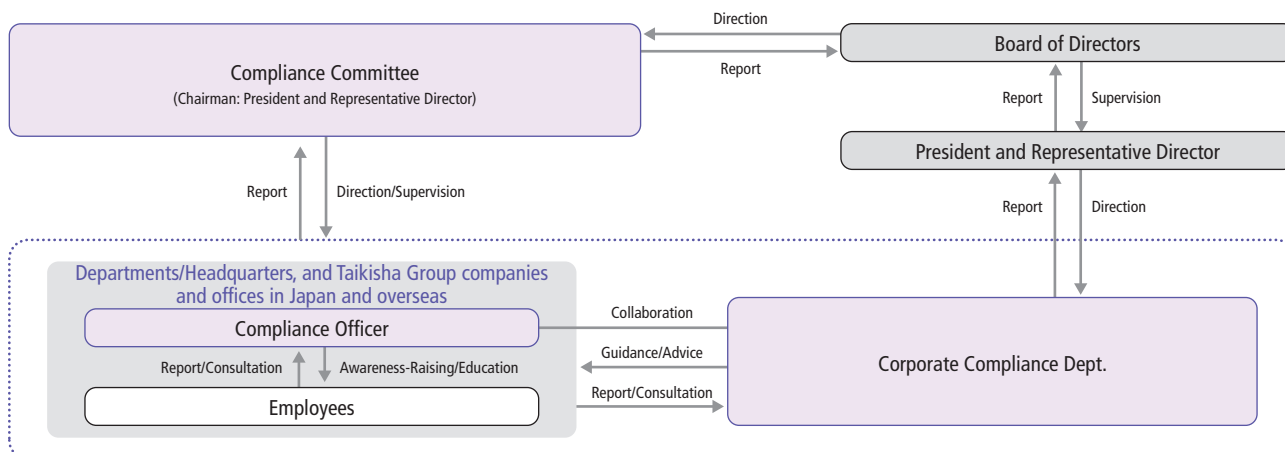 Direction
Compliance Committee
(Chairman: President and Representative Director)
Report
Board of Directors
Report
Supervision
President and Representative Director
Report
Direction/Supervision
Report
Direction
Departments/Headquarters, and Taikisha Group companies
and offices in Japan and overseas
Compliance Officer
Collaboration
Report/Consultation
Awareness-Raising/Education
Guidance/Advice
Corporate Compliance Dept.
Employees
Report/Consultation